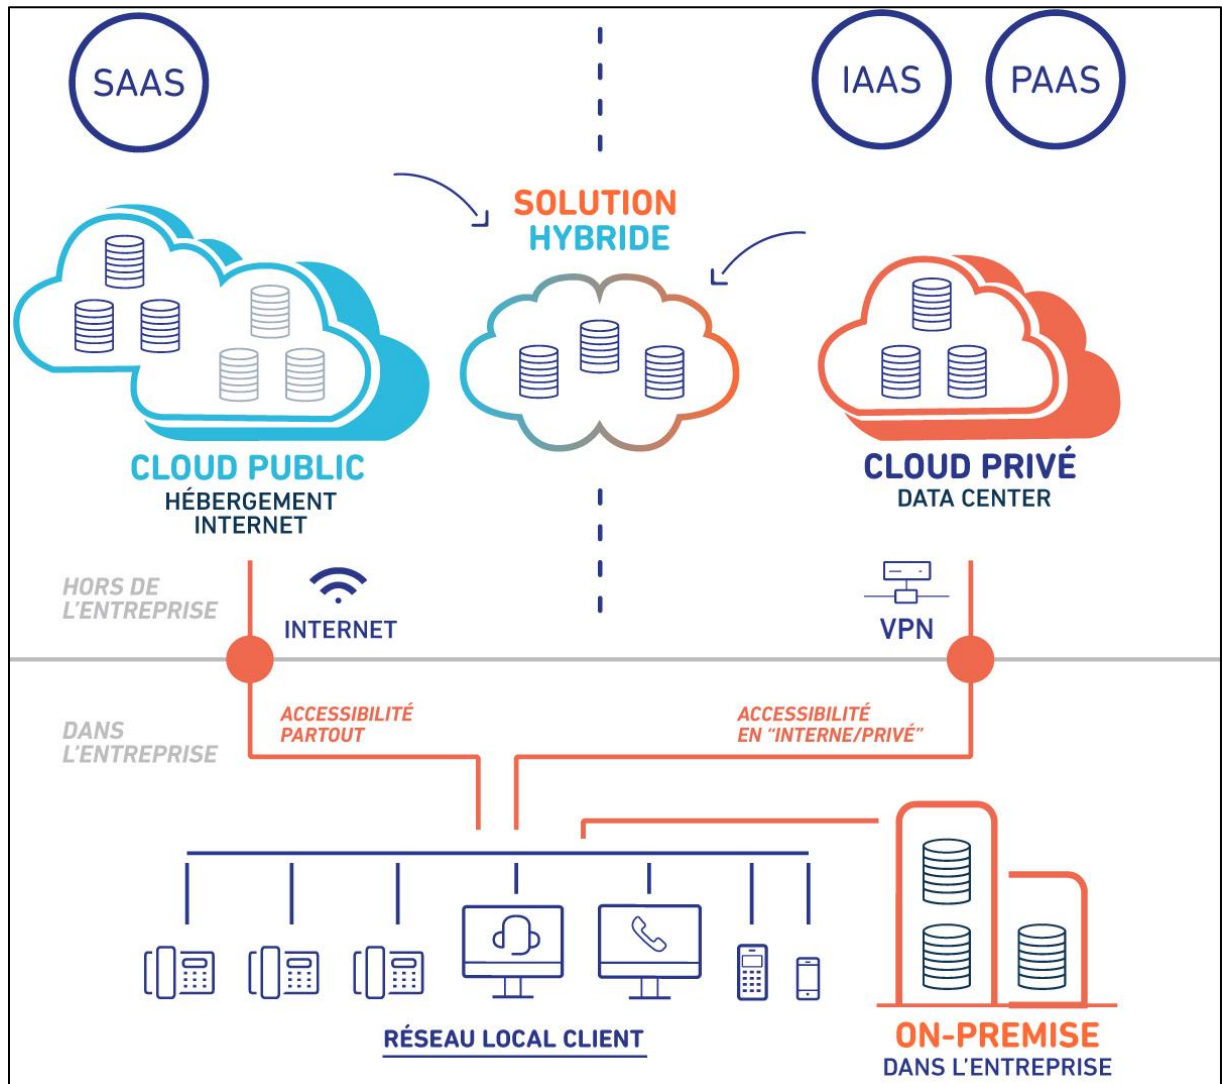 SAAS
IAAS
PAAS
SOLUTION
HYBRIDE
CLOUD PUBLIC
HÉBERGEMENT
INTERNET
CLOUD PRIVÉ
DATA CENTER
HORS DE
L'ENTREPRISE
INTERNET
VPN
DANS
L'ENTREPRISE
ACCESSIBILITÉ
PARTOUT
ACCESSIBILITÉ
EN "INTERNE/PRIVÉ"
RÉSEAU LOCAL CLIENT
ON-PREMISE
DANS L'ENTREPRISE